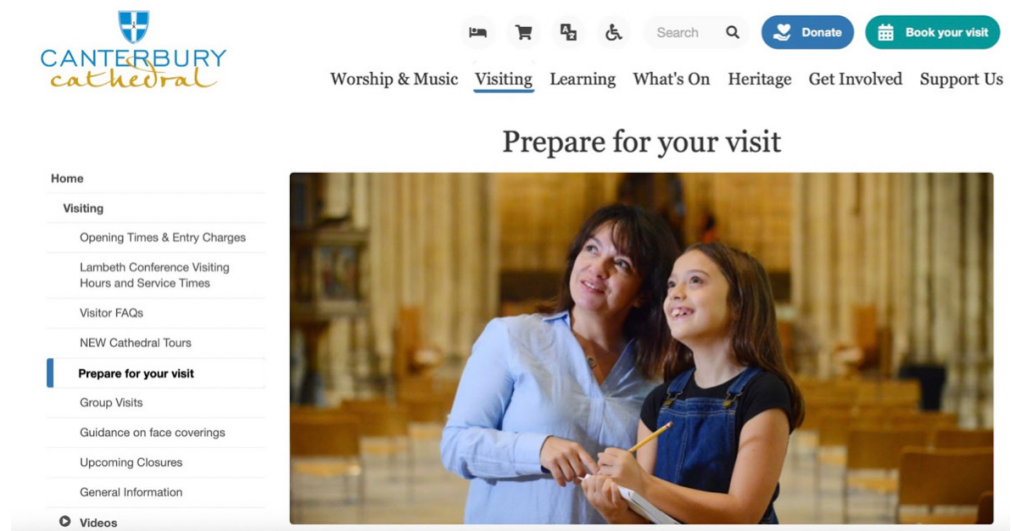 CANTERBURY
cathedral
Search
Donate
Book your visit
Worship & Music Visiting Learning What's On Heritage Get Involved Support Us
Prepare for your visit
Home
Visiting
Opening Times & Entry Charges
Lambeth Conference Visiting
Hours and Service Times
Visitor FAQs
NEW Cathedral Tours
Prepare for your visit
Group Visits
Guidance on face coverings
Upcoming Closures
General Information
Videos